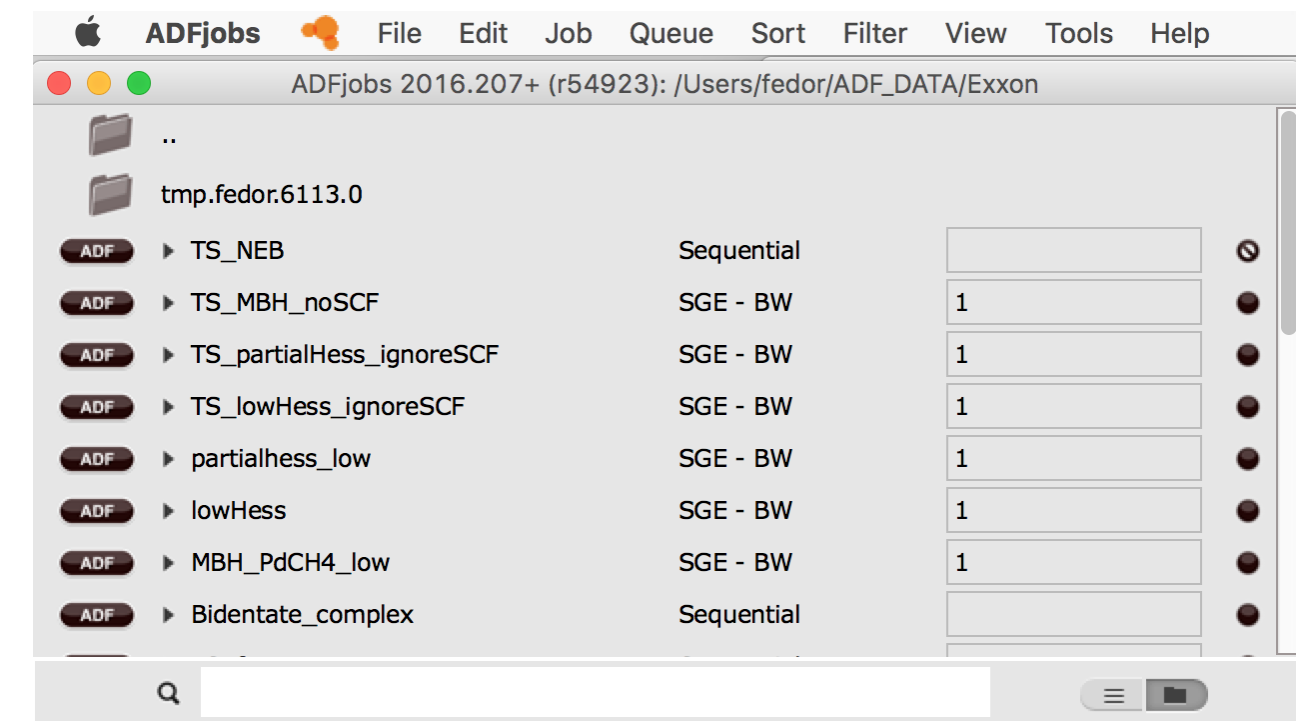 ADFjobs File Edit Job Queue Sort Filter View Tools Help
ADFjobs 2016.207+ (r54923): /Users/fedor/ADF_DATA/Exxon
..
tmp.fedor.6113.0
ADF TS_NEB Sequential
ADF TS_MBH_noSCF SGE - BW 1
ADF TS_partialHess_ignoreSCF SGE - BW 1
ADF TS_lowHess_ignoreSCF SGE - BW 1
ADF partialhess_low SGE - BW 1
ADF lowHess SGE - BW 1
ADF MBH_PdCH4_low SGE - BW 1
ADF Bidentate_complex Sequential